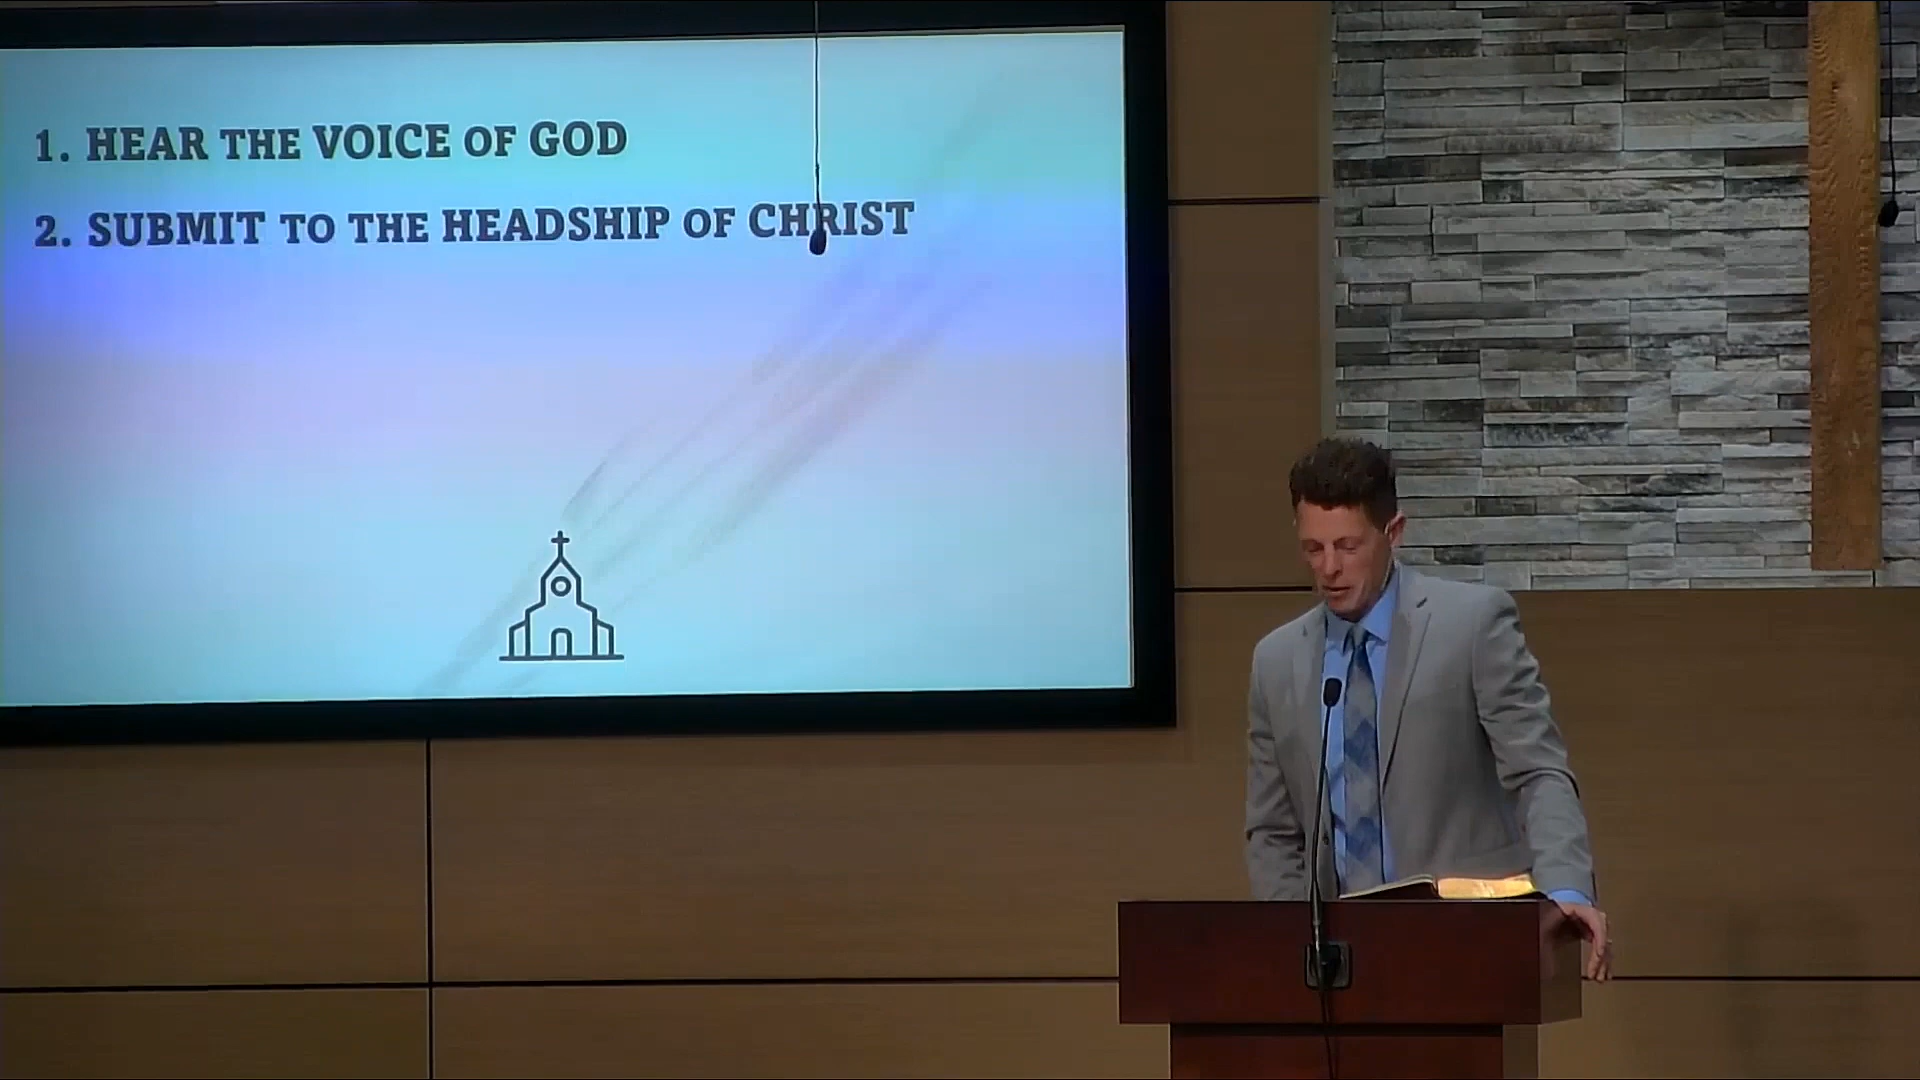 1. HEAR THE VOICE OF GOD
2. SUBMIT TO THE HEADSHIP OF CHRIST